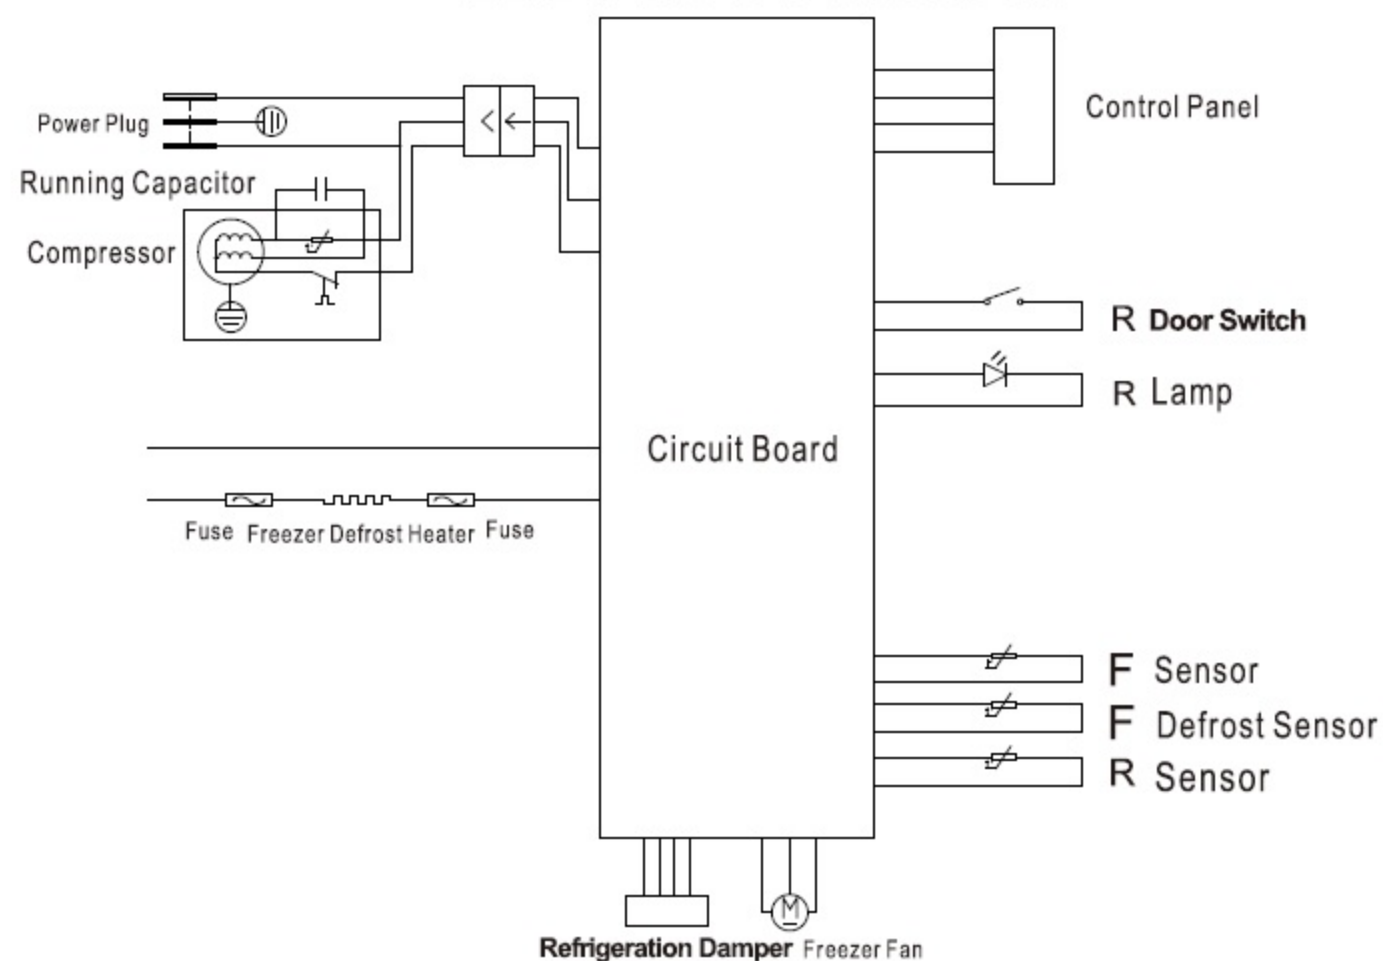 Power Plug
Control Panel
Running Capacitor
Compressor
R Door Switch
R Lamp
Circuit Board
Fuse Freezer Defrost Heater Fuse
F Sensor
F Defrost Sensor
R Sensor
M
Refrigeration Damper Freezer Fan